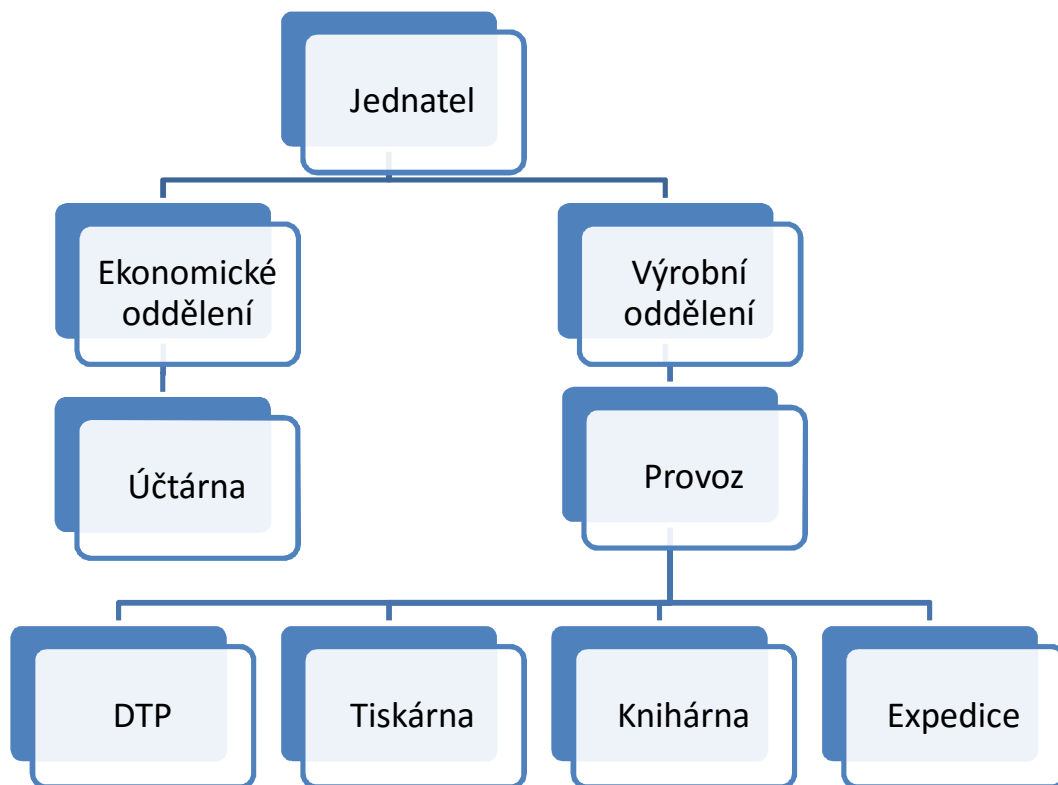 Jednatel
Ekonomické
oddělení
Výrobní
oddělení
Účtárna
Provoz
DTP
Tiskárna
Knihárna
Expedice